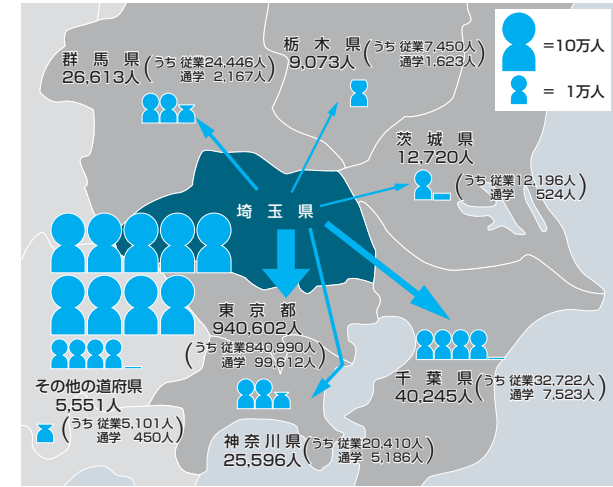 =10万人
= 1万人
群馬県
26,613人
(うち 従業24,446人
通学 2,167人)
栃木県
9,073人
(うち 従業7,450人
通学1,623人)
茨城県
12,720人
(うち 従業12,196人
通学 524人)
埼玉県
東京都
940,602人
(うち 従業840,990人
通学 99,612人)
千葉県
40,245人
(うち 従業32,722人
通学 7,523人)
その他の道府県
5,551人
(うち 従業5,101人
通学 450人)
神奈川県
25,596人
(うち 従業20,410人
通学 5,186人)